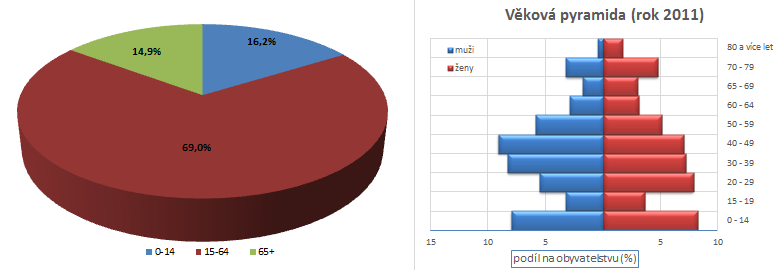 16,2%
14,9%
69,0%
0-14 15-64 65+
Věková pyramida (rok 2011)
muži
ženy
80 a více let
70 - 79
65 - 69
60 - 64
50 - 59
40 - 49
30 - 39
20 - 29
15 - 19
0 - 14
15 10 5 5 10
podíl na obyvatelstvu (%)